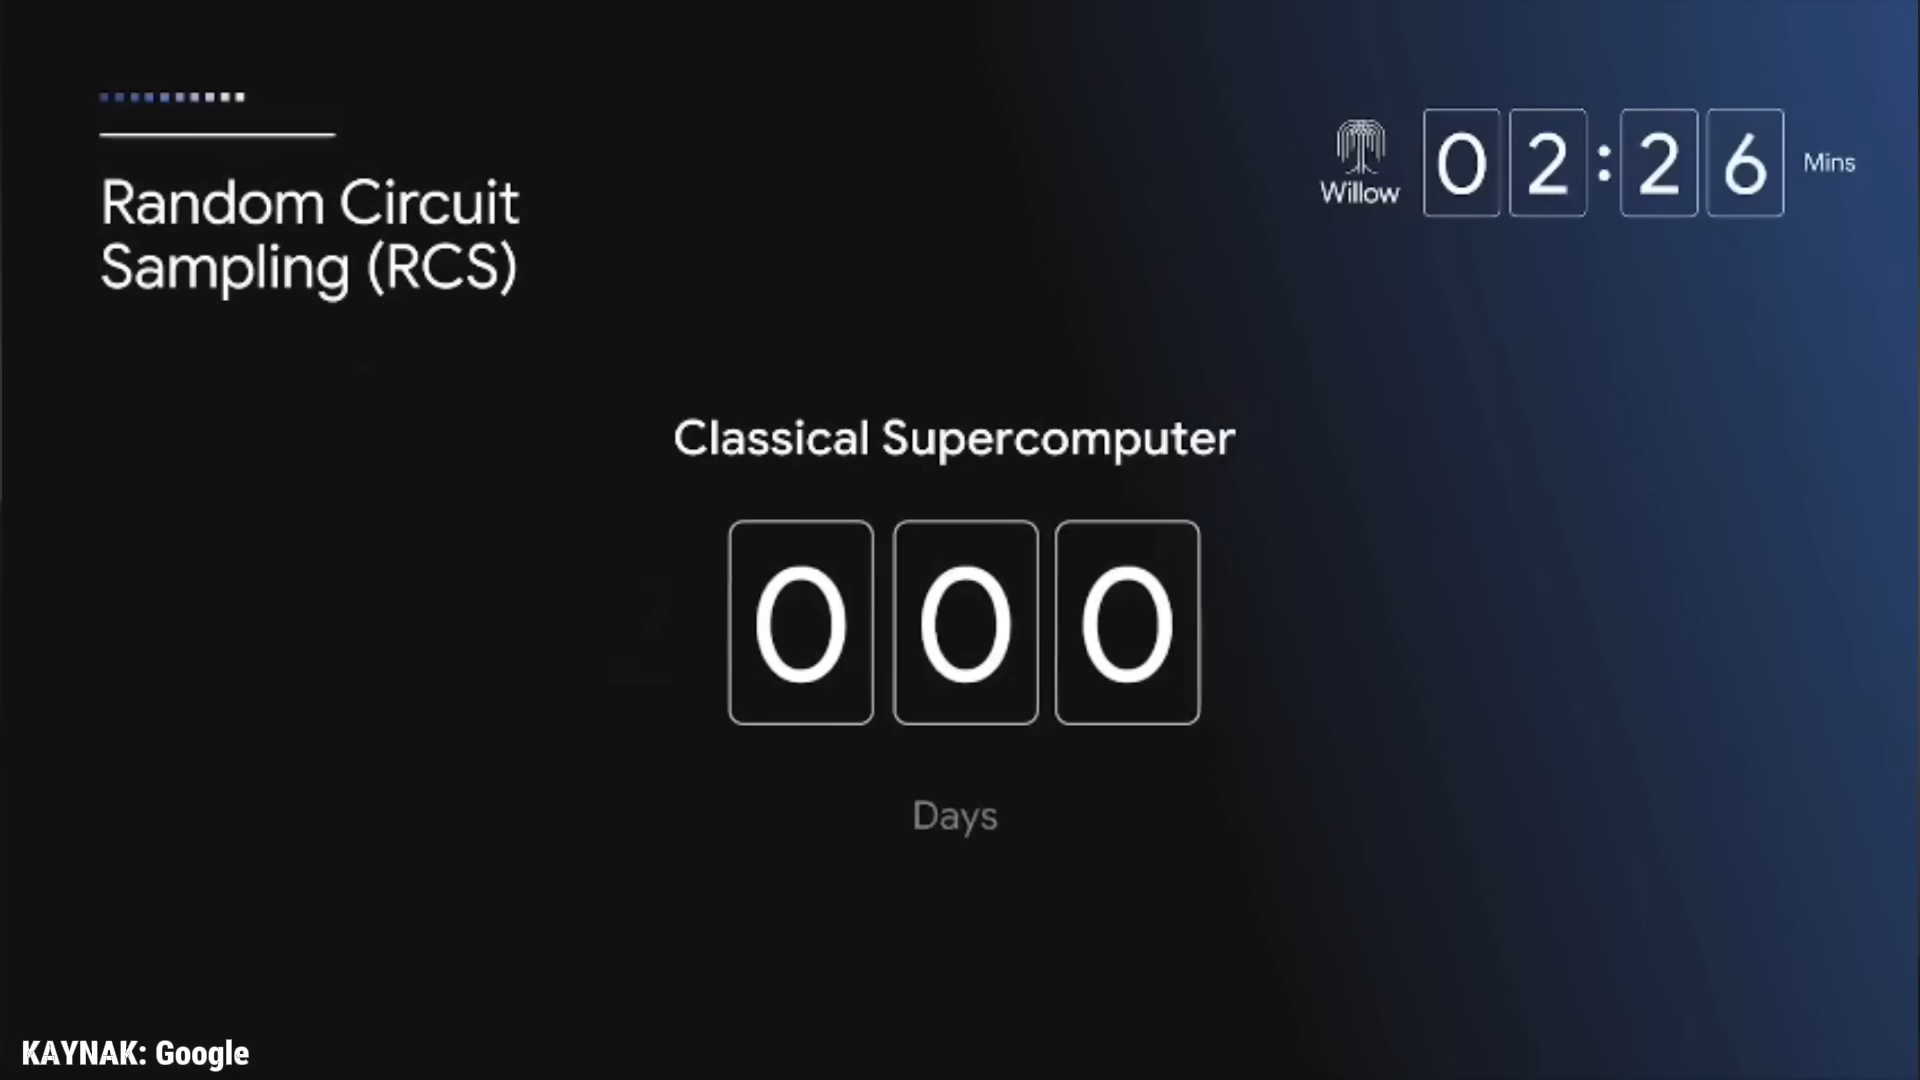 Random Circuit
Sampling (RCS)
Willow
02:26 Mins
Classical Supercomputer
000
Days
KAYNAK: Google